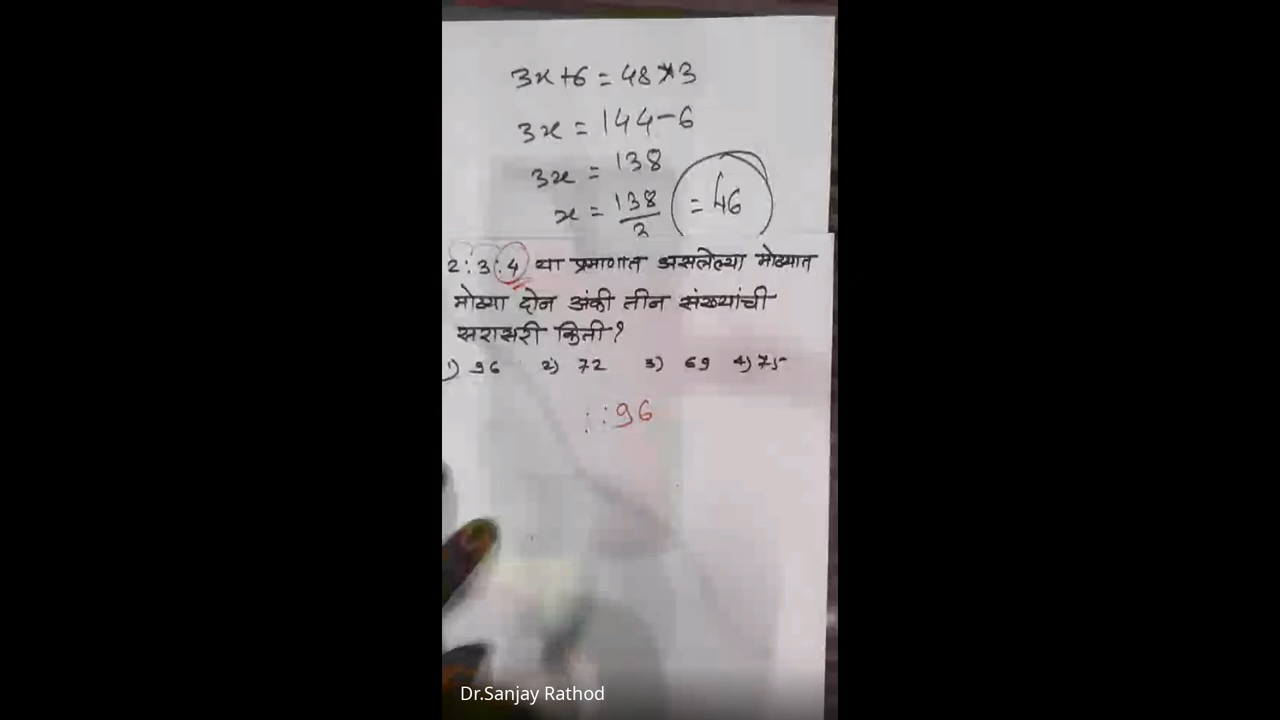 3x+6 = 48*3
3x = 144-6
3x = 138
x = 138/3 = 46
2:3:4 या प्रमाणात असलेल्या मोठ्यात
मोठ्या दोन अंकी तीन संख्यांची
सरासरी किती?
1) 96 2) 72 3) 69 4) 75
: : 96
Dr.Sanjay Rathod